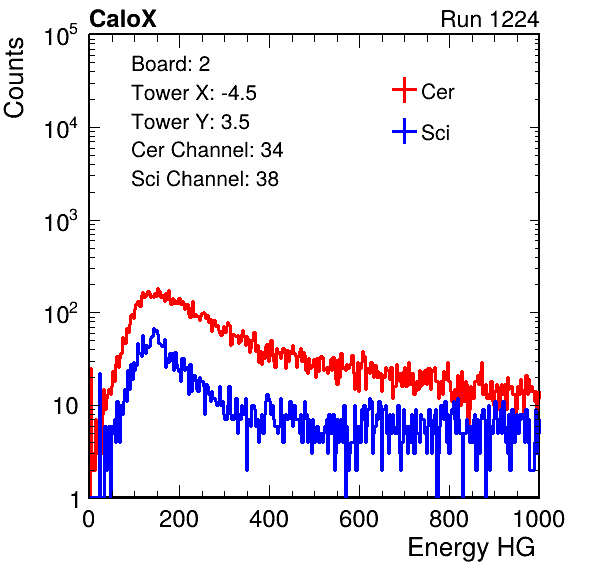 CaloX Run 1224
Counts
10^5
10^4
10^3
10^2
10
1
Board: 2
Tower X: -4.5
Tower Y: 3.5
Cer Channel: 34
Sci Channel: 38
Cer
Sci
0 200 400 600 800 1000
Energy HG